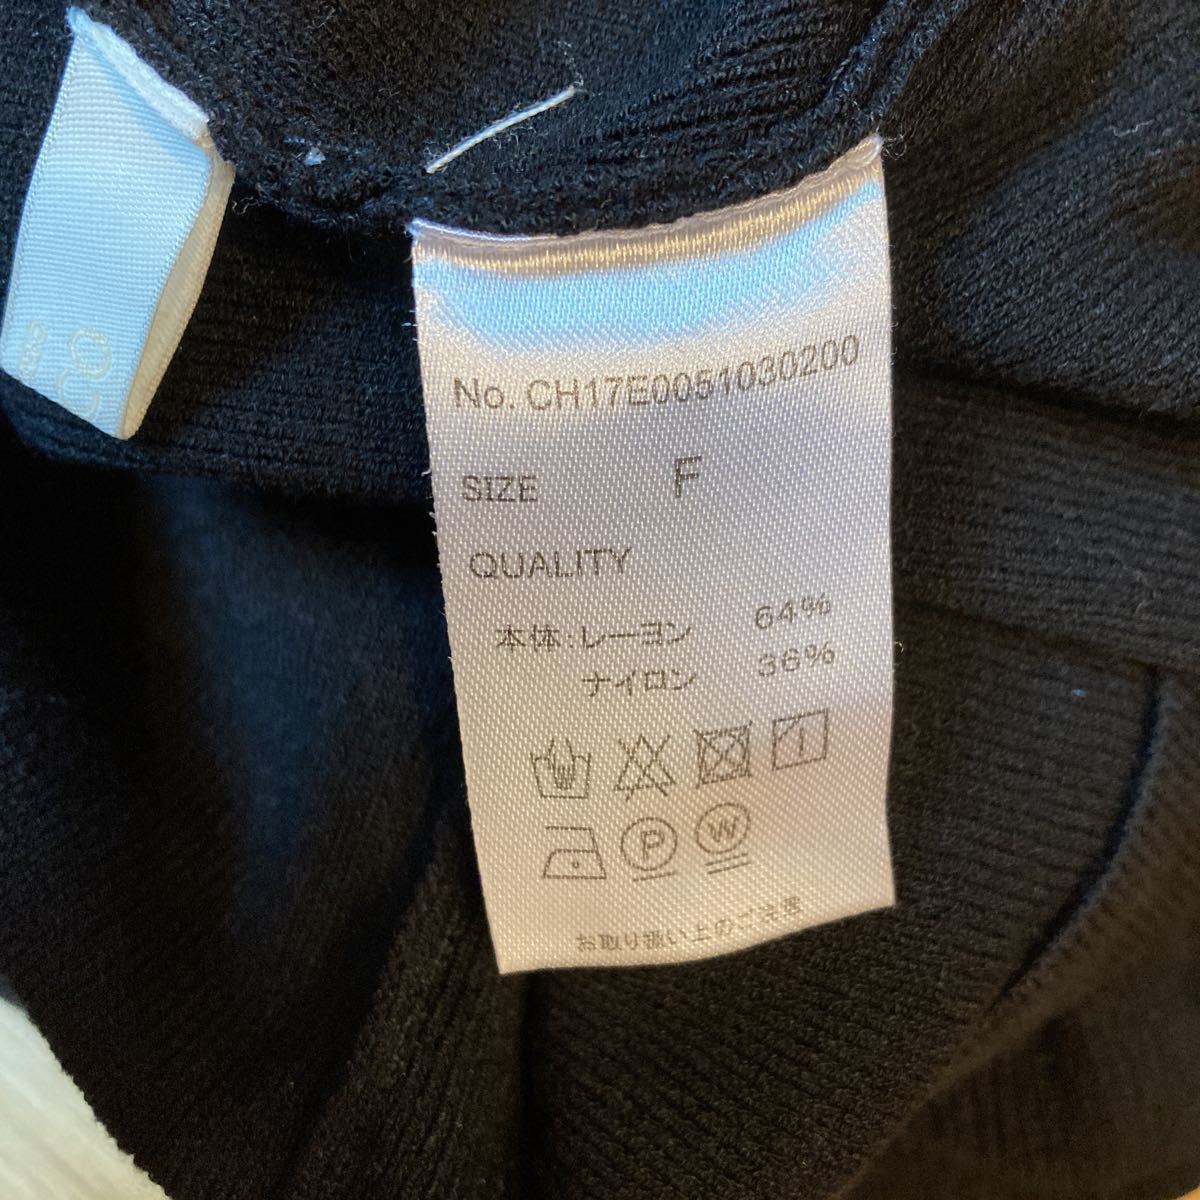 No. CH17E0051030200
SIZE F
QUALITY
本体:レーヨン 64%
ナイロン 36%
P W
お取り扱い上のご注意